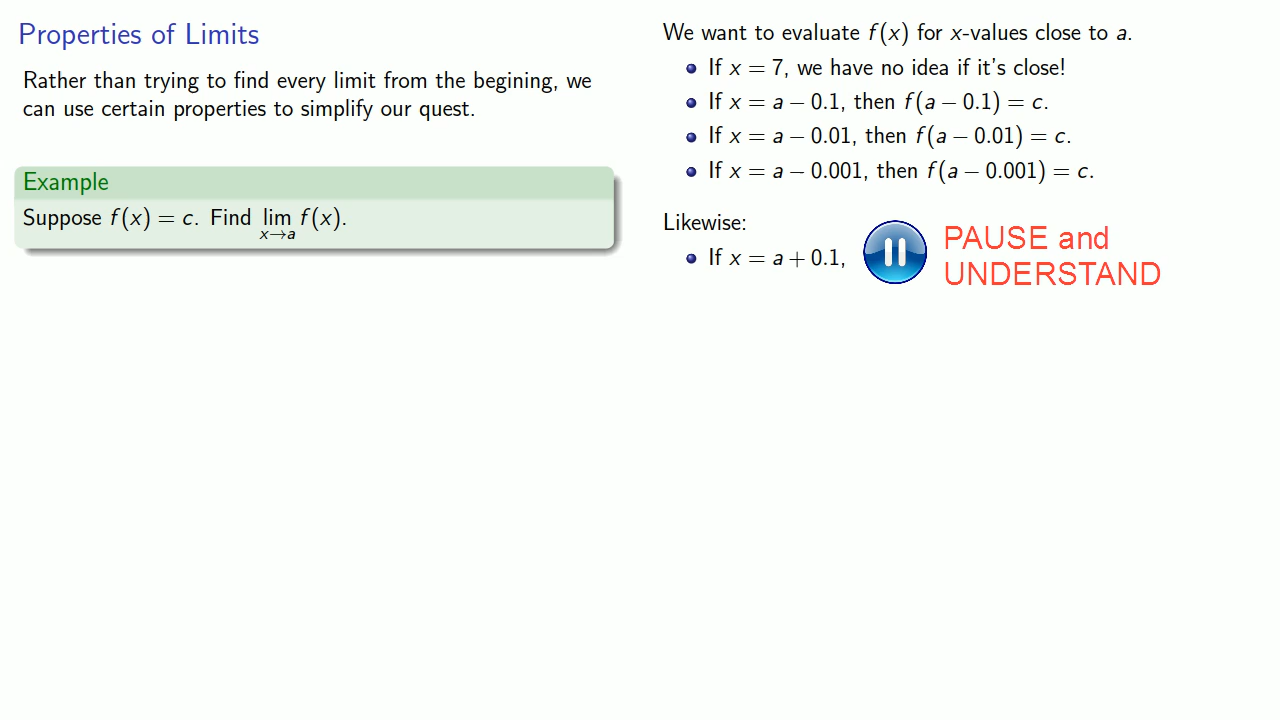 Properties of Limits
Rather than trying to find every limit from the begining, we
can use certain properties to simplify our quest.
Example
Suppose f(x) = c. Find lim f(x).
x→a
We want to evaluate f(x) for x-values close to a.
• If x = 7, we have no idea if it's close!
• If x = a − 0.1, then f(a − 0.1) = c.
• If x = a − 0.01, then f(a − 0.01) = c.
• If x = a − 0.001, then f(a − 0.001) = c.
Likewise:
• If x = a + 0.1,
PAUSE and
UNDERSTAND